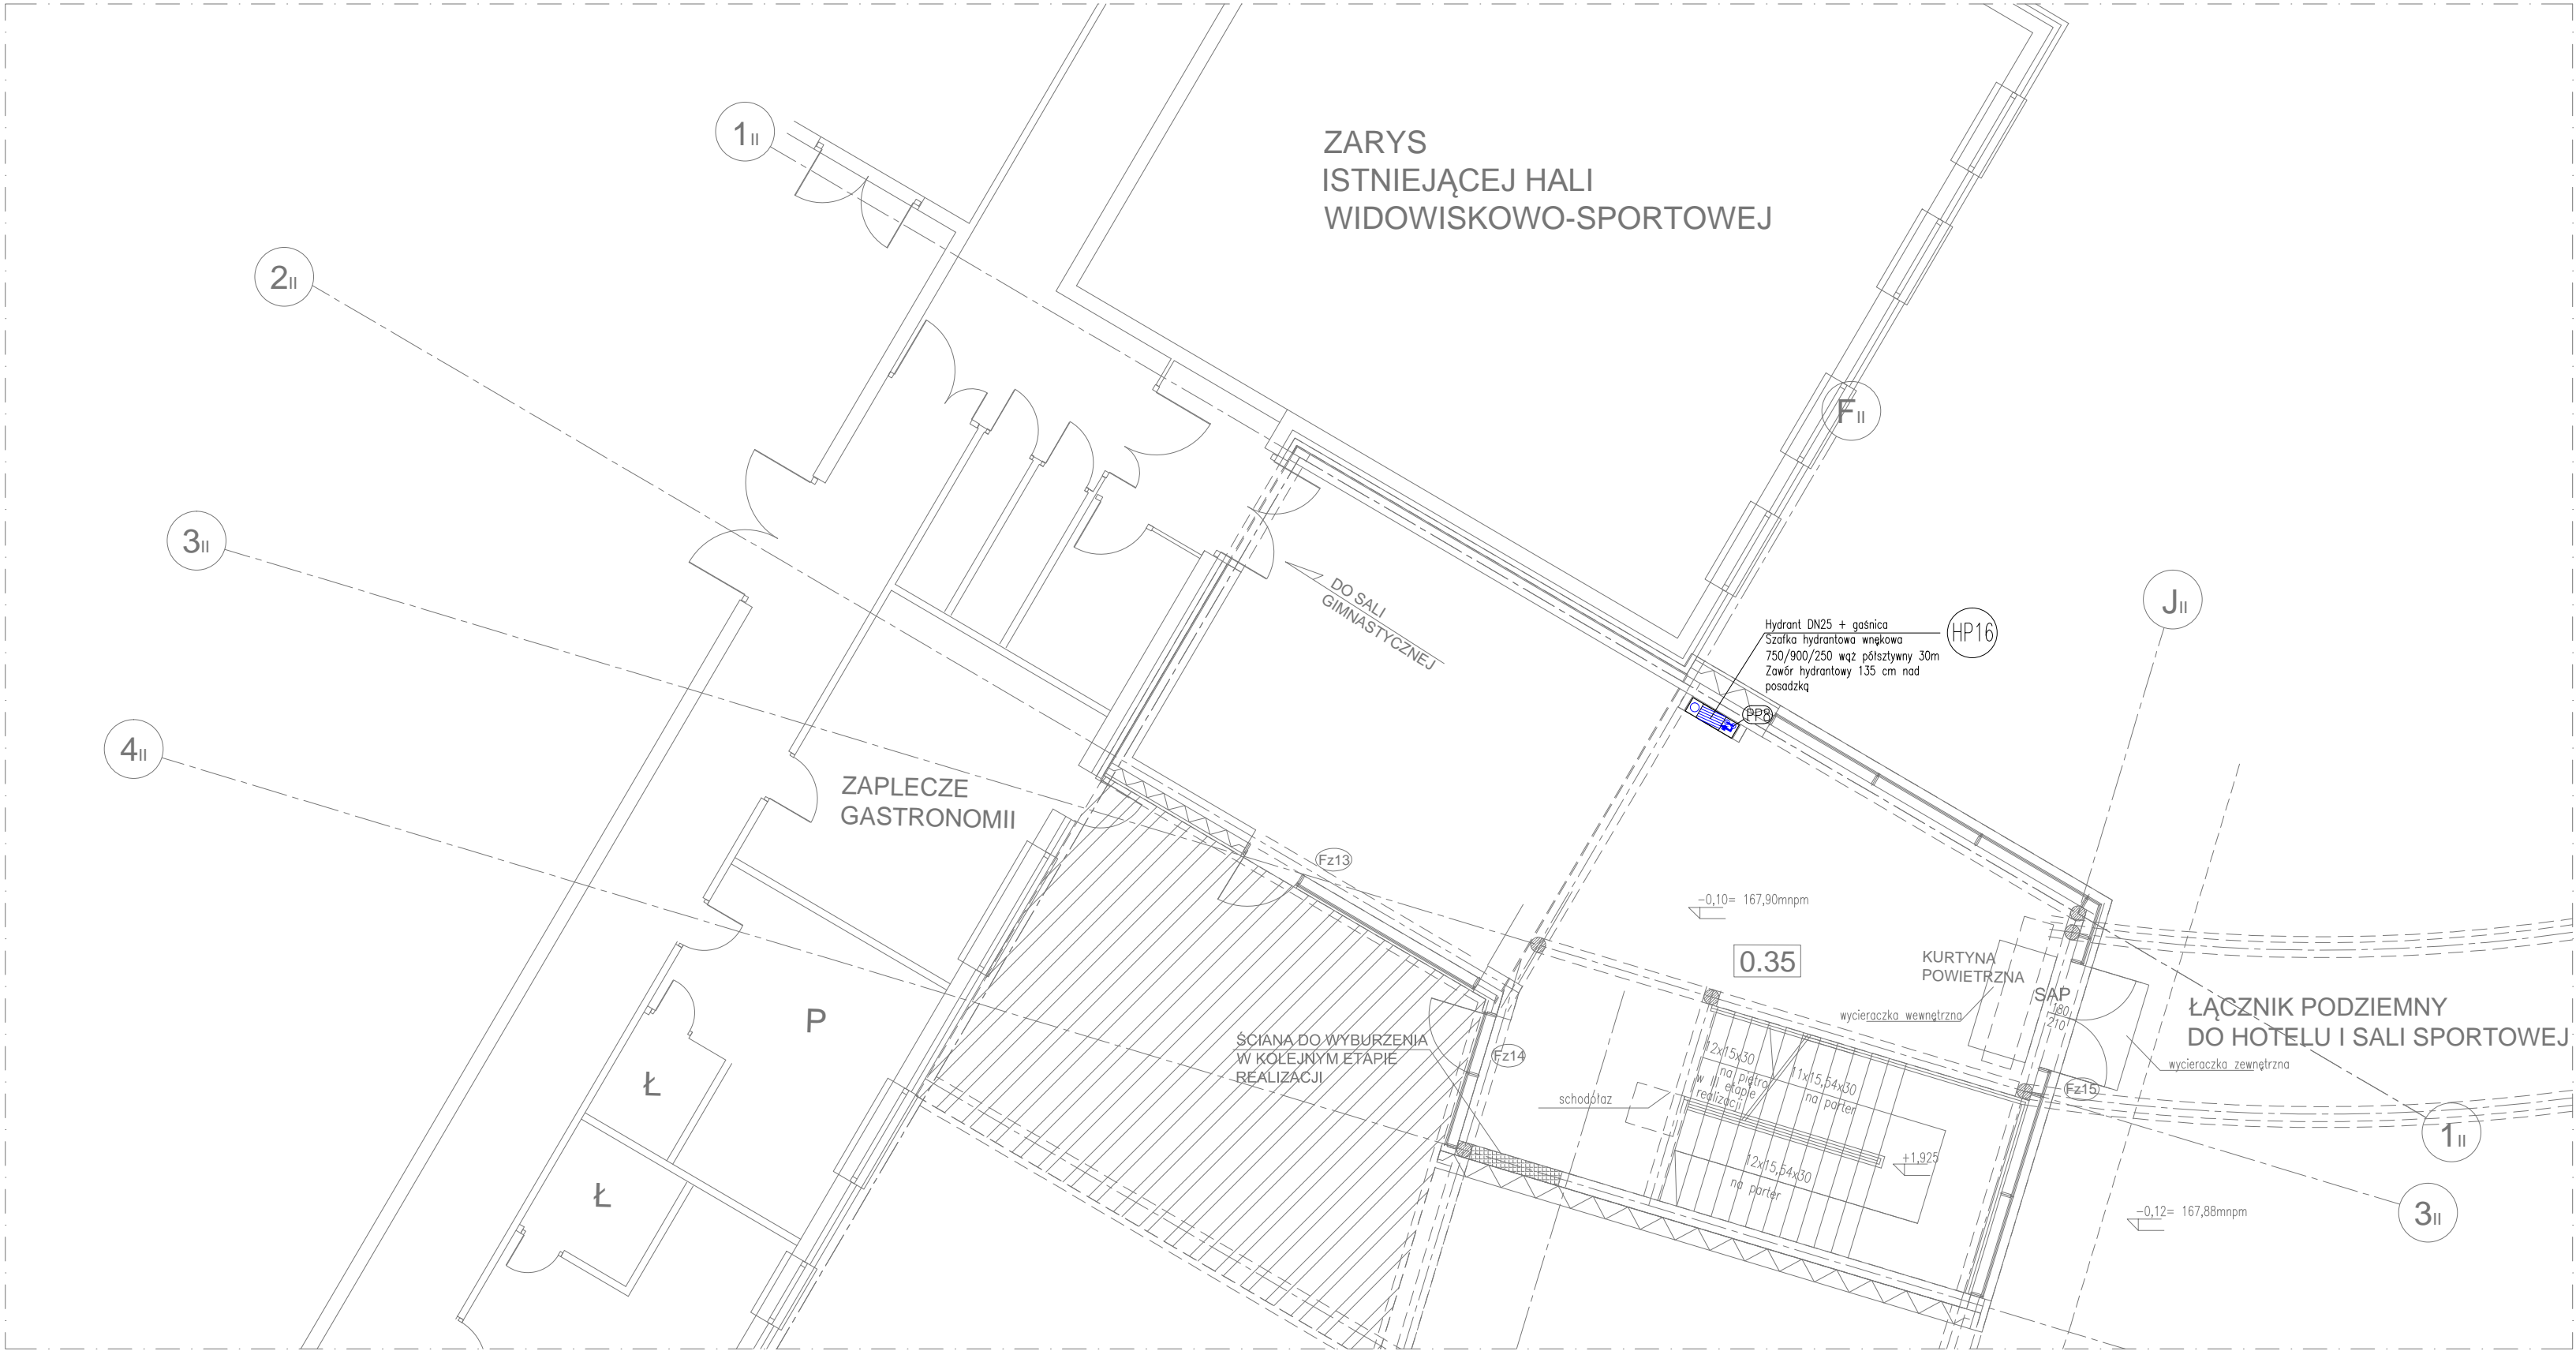 1II
2II
3II
4II
ZARYS
ISTNIEJĄCEJ HALI
WIDOWISKOWO-SPORTOWEJ
FII
JII
Hydrant DN25 + gaśnica
Szafka hydrantowa wnękowa
750/900/250 wąż półsztywny 30m
Zawór hydrantowy 135 cm nad
posadzką
HP16
PP8
DO SALI
GIMNASTYCZNEJ
ZAPLECZE
GASTRONOMII
Fz13
-0,10= 167,90mnpm
0.35
KURTYNA
POWIETRZNA
SAP
180
210
wycieraczka wewnętrzna
ŁĄCZNIK PODZIEMNY
DO HOTELU I SALI SPORTOWEJ
wycieraczka zewnętrzna
P
Ł
Ł
ŚCIANA DO WYBURZENIA
W KOLEJNYM ETAPIE
REALIZACJI
Fz14
Fz15
schodołaz
12x15x30
na piętro
w III etapie
realizacji
11x15,54x30
na parter
12x15,54x30
na parter
+1,925
1II
3II
-0,12= 167,88mnpm